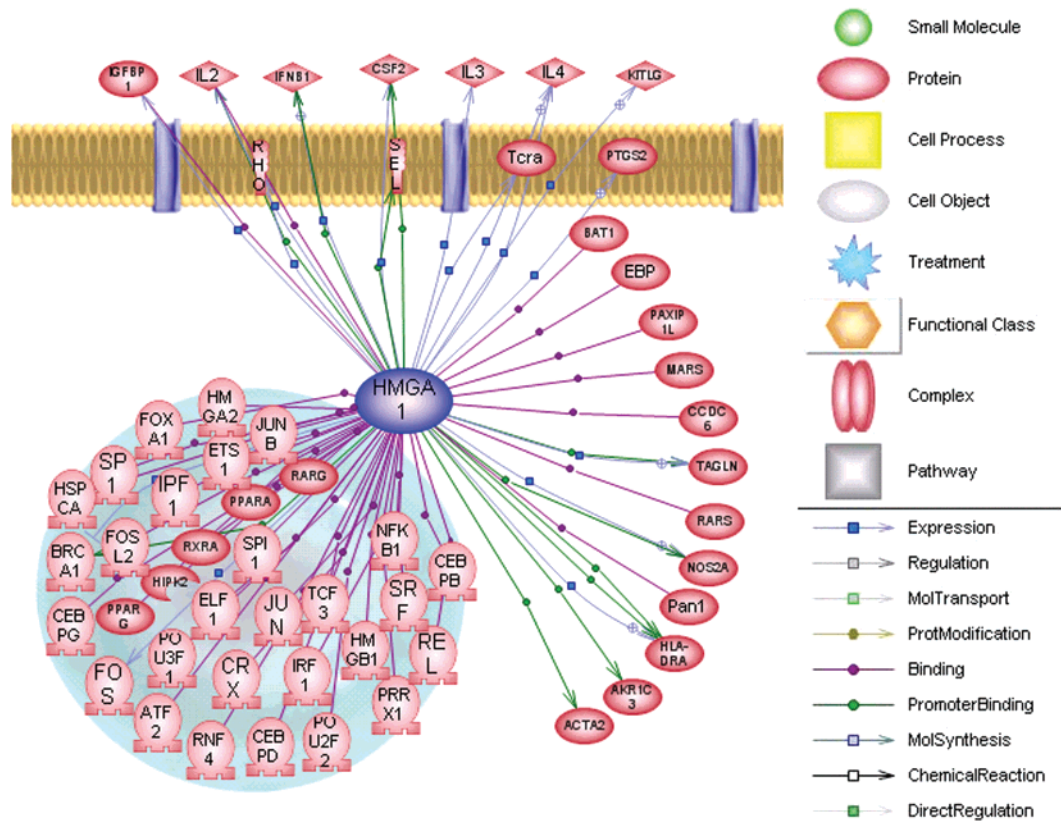 IGFBP
1
IL2
IFNB1
CSF2
IL3
IL4
KITLG
RHO
SEL
Tcra
PTGS2
BAT1
EBP
PAXIP
1L
MARS
CCDC
6
TAGLN
RARS
NOS2A
Pan1
HLA-
DRA
AKR1C
3
ACTA2
HMGA
1
HM
GA2
FOX
A1
JUN
B
ETS
1
SP
1
RARG
HSP
CA
IPF
1
PPARA
NFK
B1
BRC
A1
FOS
L2
RXRA
SPI
1
CEB
PB
HIPK2
CEB
PG
PPAR
G
ELF
1
JU
N
TCF
3
SR
F
PO
U3F
1
HM
GB1
RE
L
FO
S
CR
X
IRF
1
PRR
X1
ATF
2
RNF
4
CEB
PD
PO
U2F
2
Small Molecule
Protein
Cell Process
Cell Object
Treatment
Functional Class
Complex
Pathway
Expression
Regulation
MolTransport
ProtModification
Binding
PromoterBinding
MolSynthesis
ChemicalReaction
DirectRegulation